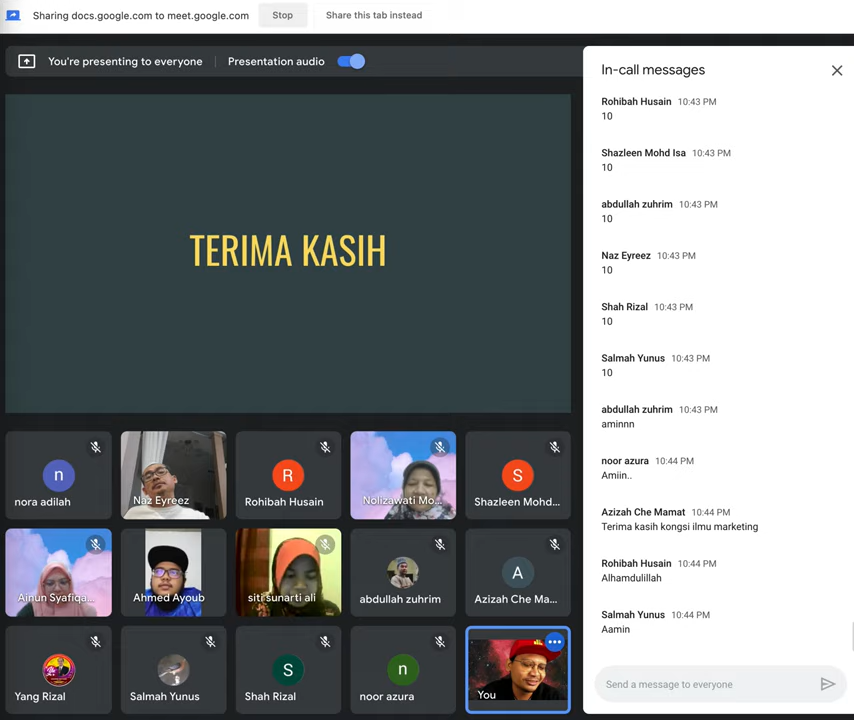 Sharing docs.google.com to meet.google.com
Stop
Share this tab instead
You're presenting to everyone
Presentation audio
TERIMA KASIH
n
nora adilah
Naz Eyreez
R
Rohibah Husain
Nolizawati Mo...
S
Shazleen Mohd...
Ainun Syafiqa...
Ahmed Ayoub
siti sunarti ali
abdullah zuhrim
A
Azizah Che Ma...
Yang Rizal
Salmah Yunus
S
Shah Rizal
n
noor azura
You
In-call messages
Rohibah Husain 10:43 PM
10
Shazleen Mohd Isa 10:43 PM
10
abdullah zuhrim 10:43 PM
10
Naz Eyreez 10:43 PM
10
Shah Rizal 10:43 PM
10
Salmah Yunus 10:43 PM
10
abdullah zuhrim 10:43 PM
aminnn
noor azura 10:44 PM
Amiin..
Azizah Che Mamat 10:44 PM
Terima kasih kongsi ilmu marketing
Rohibah Husain 10:44 PM
Alhamdulillah
Salmah Yunus 10:44 PM
Aamin
Send a message to everyone